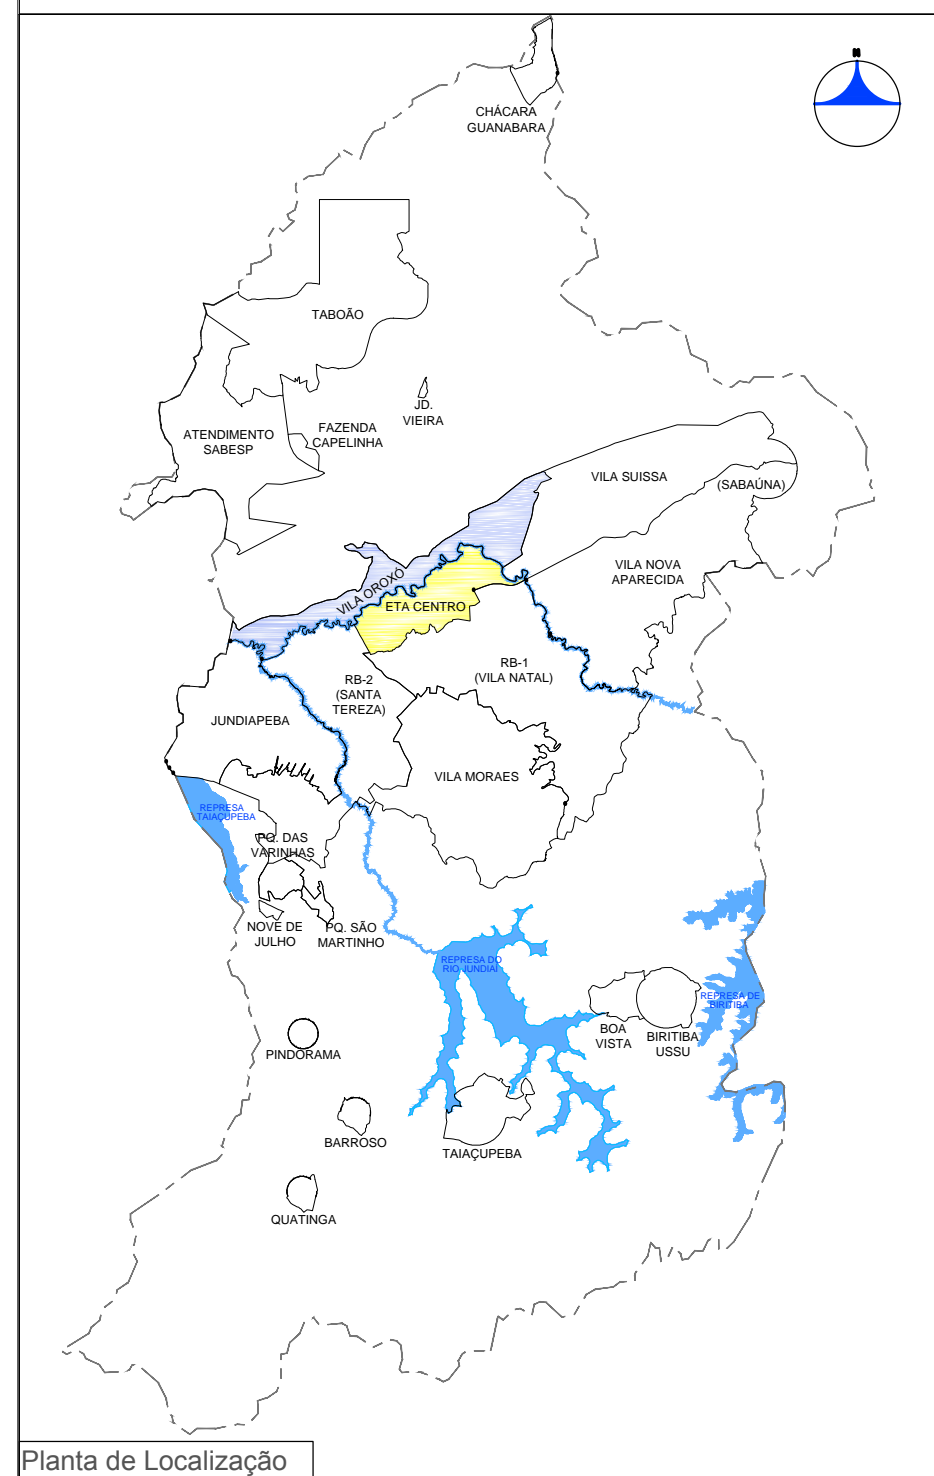 N
CHÁCARA
GUANABARA
TABOÃO
JD.
VIEIRA
ATENDIMENTO
SABESP
FAZENDA
CAPELINHA
VILA SUISSA
(SABAÚNA)
VILA NOVA
APARECIDA
VILA OROXÓ
ETA CENTRO
RB-1
(VILA NATAL)
RB-2
(SANTA
TEREZA)
JUNDIAPEBA
VILA MORAES
REPRESA
TAIAÇUPEBA
PQ. DAS
VARINHAS
NOVE DE
JULHO
PQ. SÃO
MARTINHO
REPRESA DO
RIO JUNDIAÍ
REPRESA DE
BIRITIBA
BOA
VISTA
BIRITIBA
USSU
PINDORAMA
BARROSO
TAIAÇUPEBA
QUATINGA
Planta de Localização